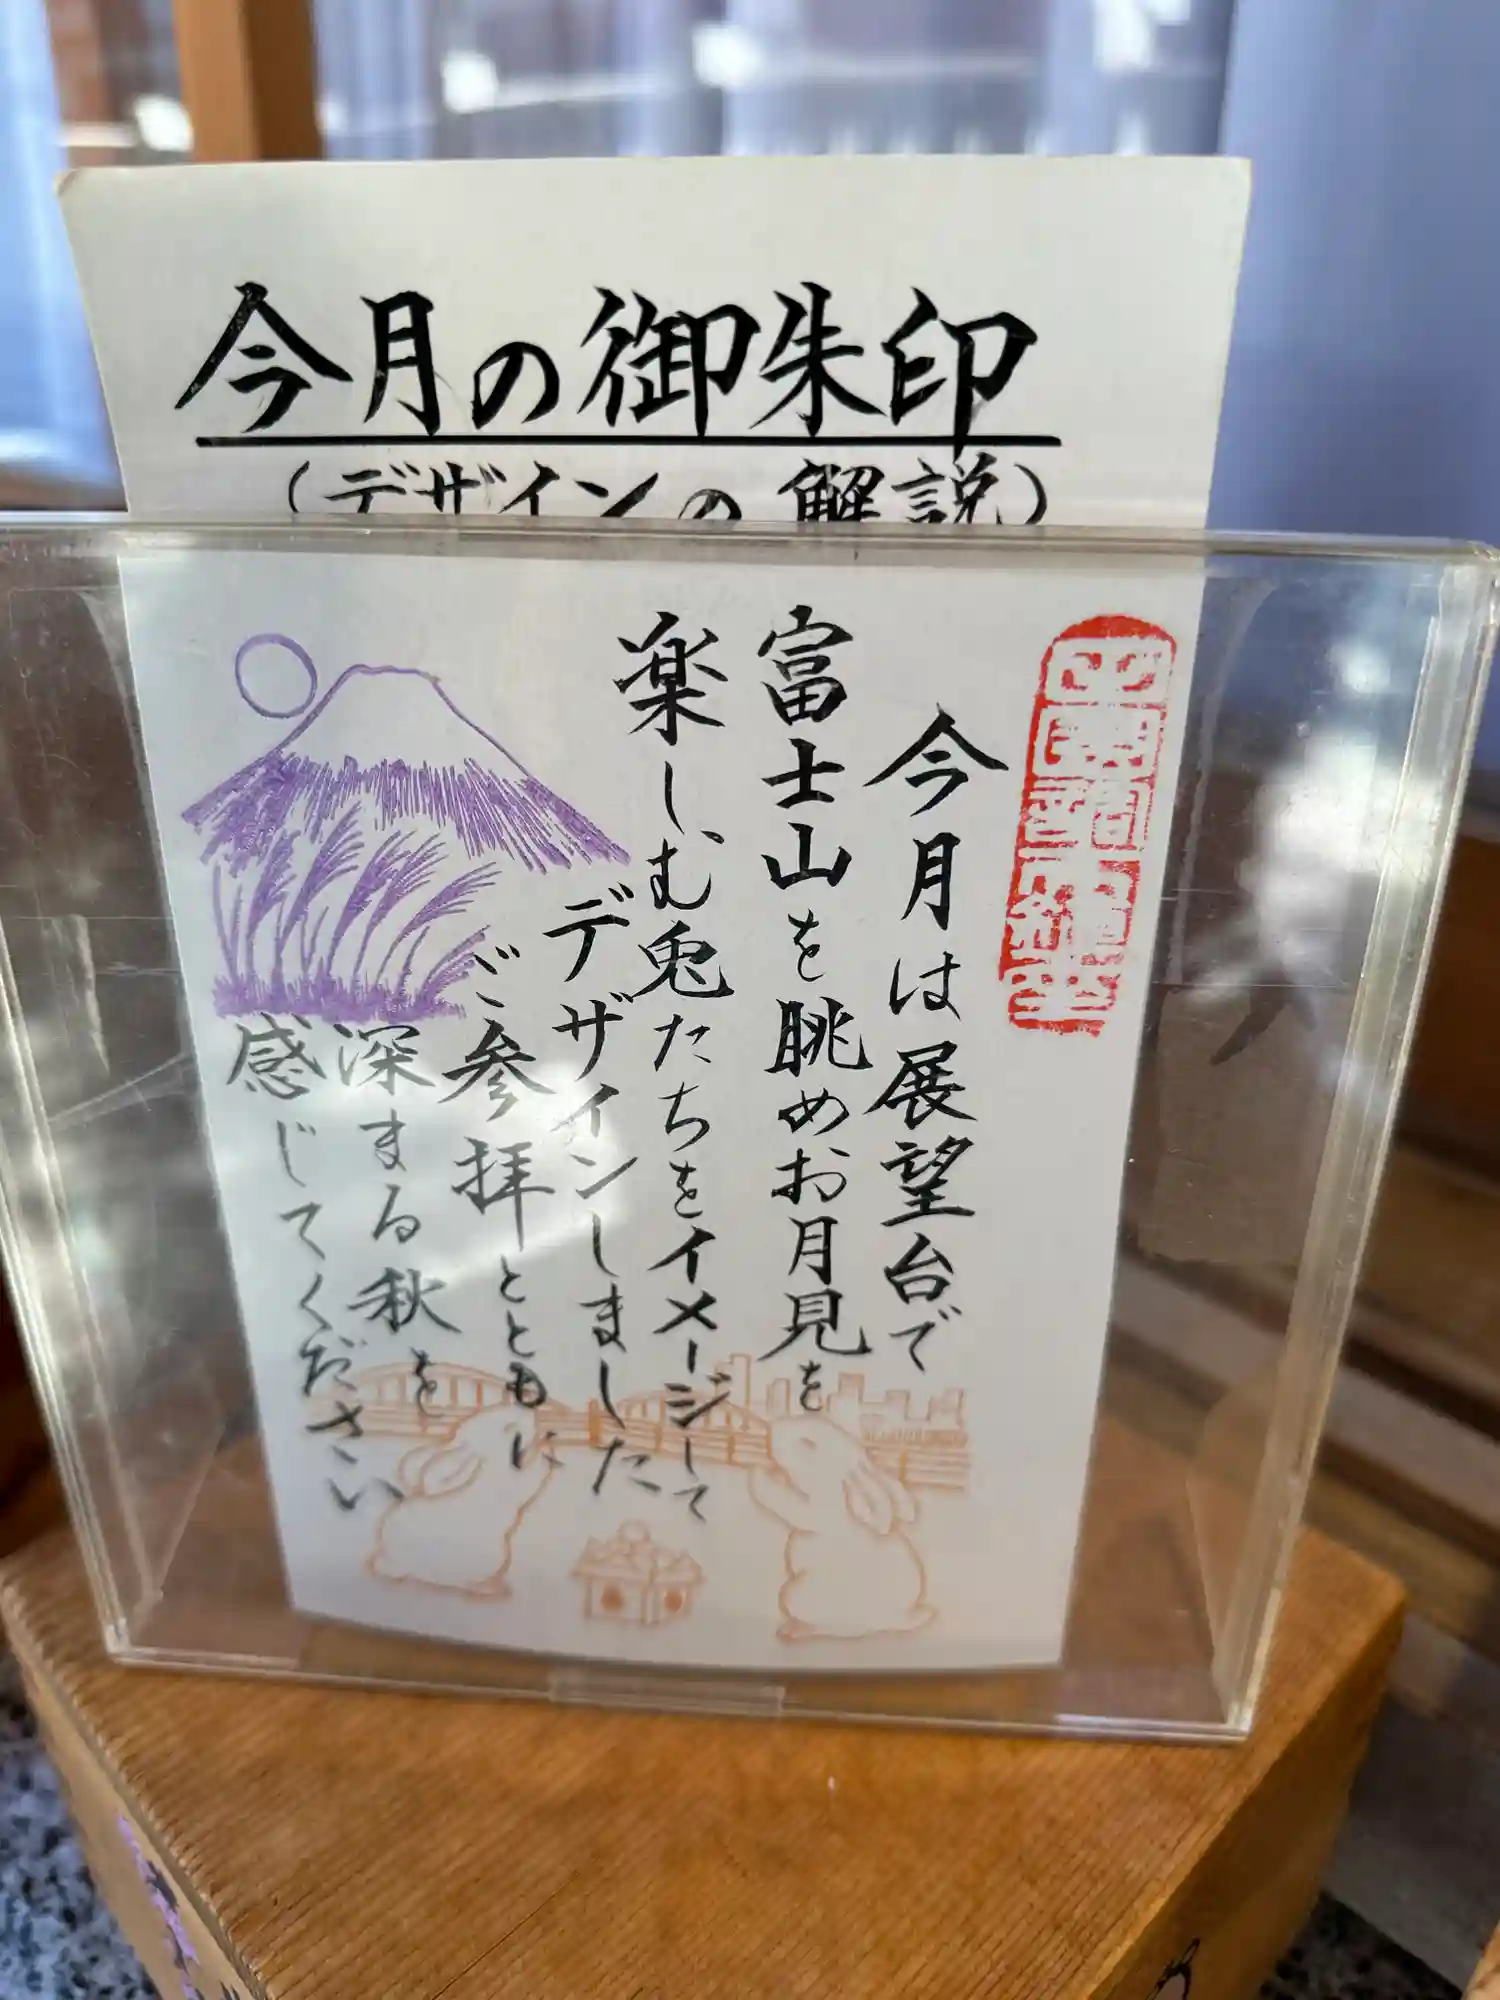 今月の御朱印
(デザインの解説)
今月は展望台で
富士山を眺めお月見を
楽しむ兎たちをイメージして
デザインしました
ご参拝とともに
深まる秋を
感じてください